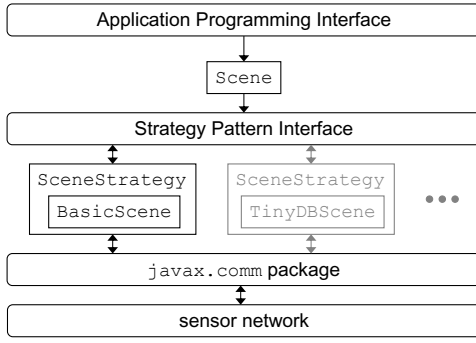 Application Programming Interface
Scene
Strategy Pattern Interface
SceneStrategy
BasicScene
SceneStrategy
TinyDBScene
javax.comm package
sensor network